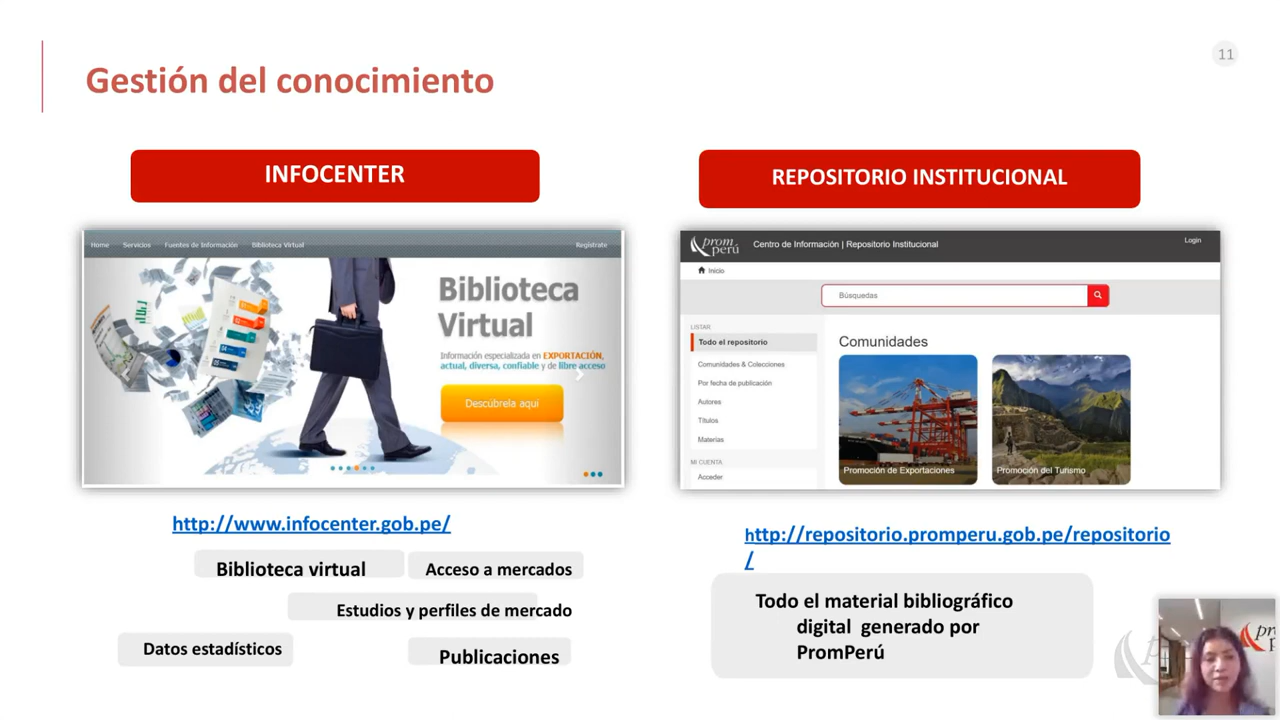 11
Gestión del conocimiento
INFOCENTER
Home Servicios Fuentes de Información Biblioteca Virtual Regístrate
Biblioteca
Virtual
Información especializada en EXPORTACIÓN,
actual, diversa, confiable y de libre acceso
Descúbrela aquí
http://www.infocenter.gob.pe/
Biblioteca virtual
Acceso a mercados
Estudios y perfiles de mercado
Datos estadísticos
Publicaciones
REPOSITORIO INSTITUCIONAL
prom
perú
Centro de Información | Repositorio Institucional
Login
Inicio
Búsquedas
LISTAR
Todo el repositorio
Comunidades & Colecciones
Por fecha de publicación
Autores
Títulos
Materias
MI CUENTA
Acceder
Comunidades
Promoción de Exportaciones
Promoción del Turismo
http://repositorio.promperu.gob.pe/repositorio
/
Todo el material bibliográfico
digital generado por
PromPerú